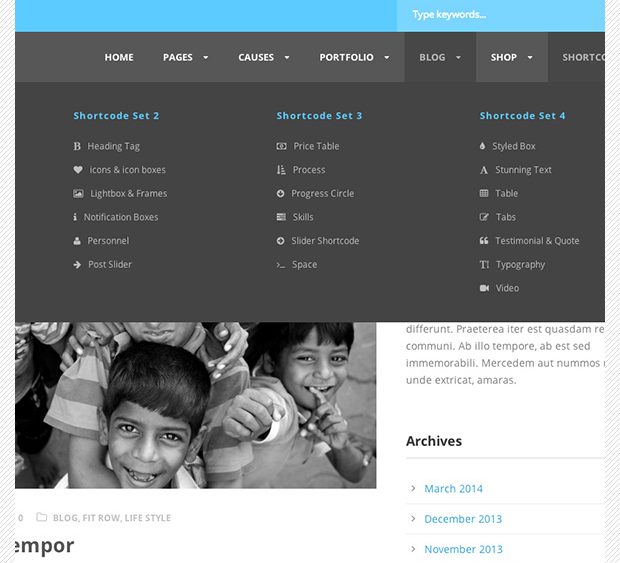 Type keywords...
HOME PAGES CAUSES PORTFOLIO BLOG SHOP SHORTCO
Shortcode Set 2
Heading Tag
icons & icon boxes
Lightbox & Frames
Notification Boxes
Personnel
Post Slider
Shortcode Set 3
Price Table
Process
Progress Circle
Skills
Slider Shortcode
Space
Shortcode Set 4
Styled Box
Stunning Text
Table
Tabs
Testimonial & Quote
Typography
Video
differunt. Praeterea iter est quasdam re
communi. Ab illo tempore, ab est sed
immemorabili. Mercedem aut nummos
unde extricat, amaras.
0 BLOG, FIT ROW, LIFE STYLE
empor
Archives
March 2014
December 2013
November 2013